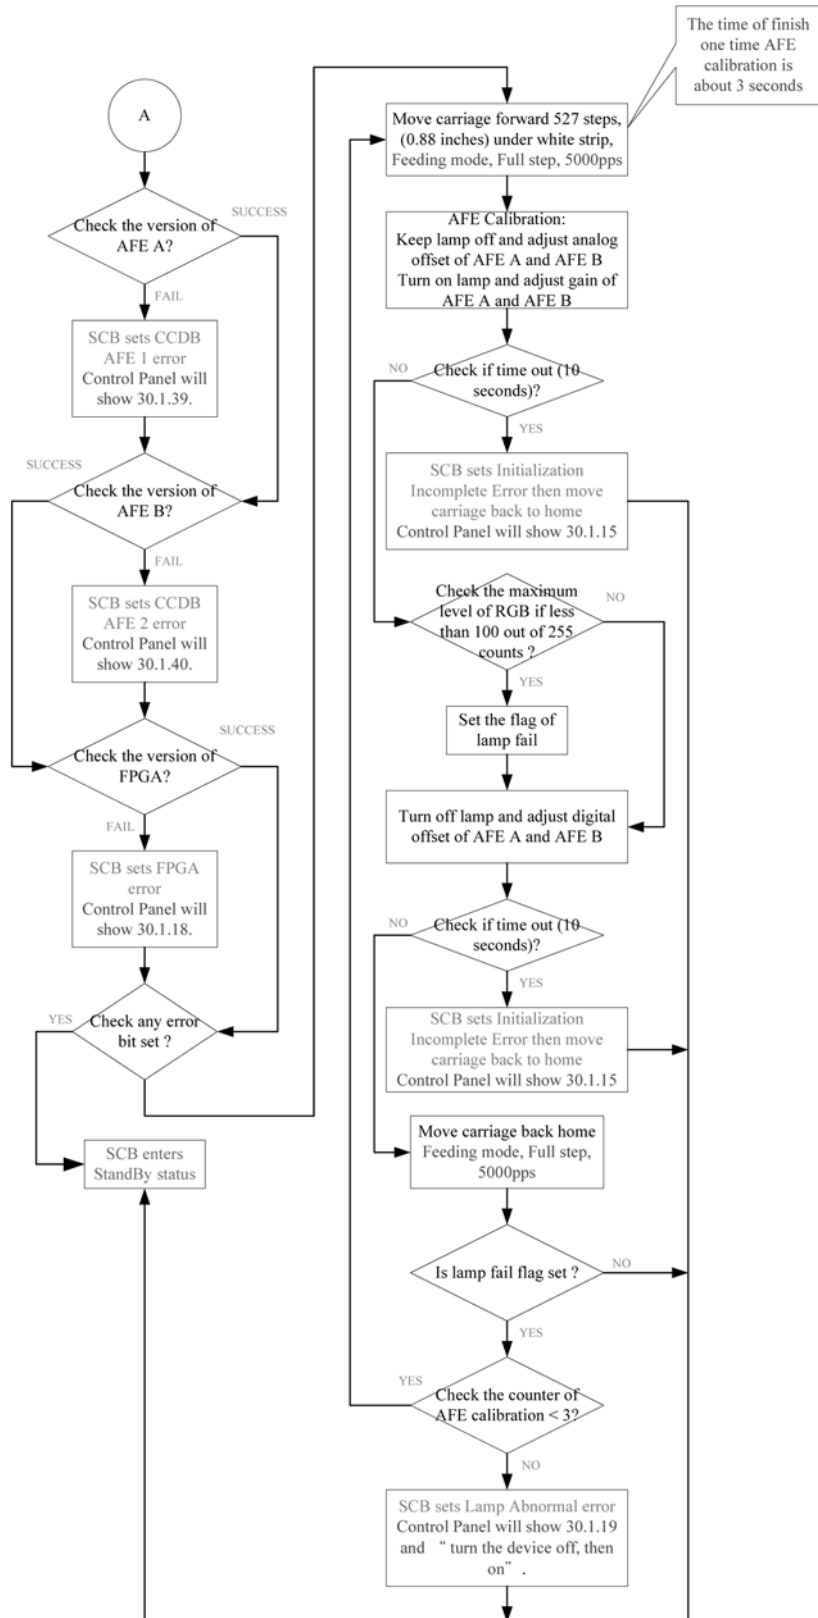 The time of finish
one time AFE
calibration is
about 3 seconds
A
Check the version of
AFE A?
SUCCESS
FAIL
SCB sets CCDB
AFE 1 error
Control Panel will
show 30.1.39.
SUCCESS
Check the version of
AFE B?
FAIL
SCB sets CCDB
AFE 2 error
Control Panel will
show 30.1.40.
SUCCESS
Check the version of
FPGA?
FAIL
SCB sets FPGA
error
Control Panel will
show 30.1.18.
YES
Check any error
bit set ?
SCB enters
StandBy status
Move carriage forward 527 steps,
(0.88 inches) under white strip,
Feeding mode, Full step, 5000pps
AFE Calibration:
Keep lamp off and adjust analog
offset of AFE A and AFE B
Turn on lamp and adjust gain of
AFE A and AFE B
NO
Check if time out (10
seconds)?
YES
SCB sets Initialization
Incomplete Error then move
carriage back to home
Control Panel will show 30.1.15
Check the maximum
level of RGB if less
than 100 out of 255
counts ?
NO
YES
Set the flag of
lamp fail
Turn off lamp and adjust digital
offset of AFE A and AFE B
NO
Check if time out (10
seconds)?
YES
SCB sets Initialization
Incomplete Error then move
carriage back to home
Control Panel will show 30.1.15
Move carriage back home
Feeding mode, Full step,
5000pps
Is lamp fail flag set ?
NO
YES
YES
Check the counter of
AFE calibration < 3?
NO
SCB sets Lamp Abnormal error
Control Panel will show 30.1.19
and “ turn the device off, then
on” .